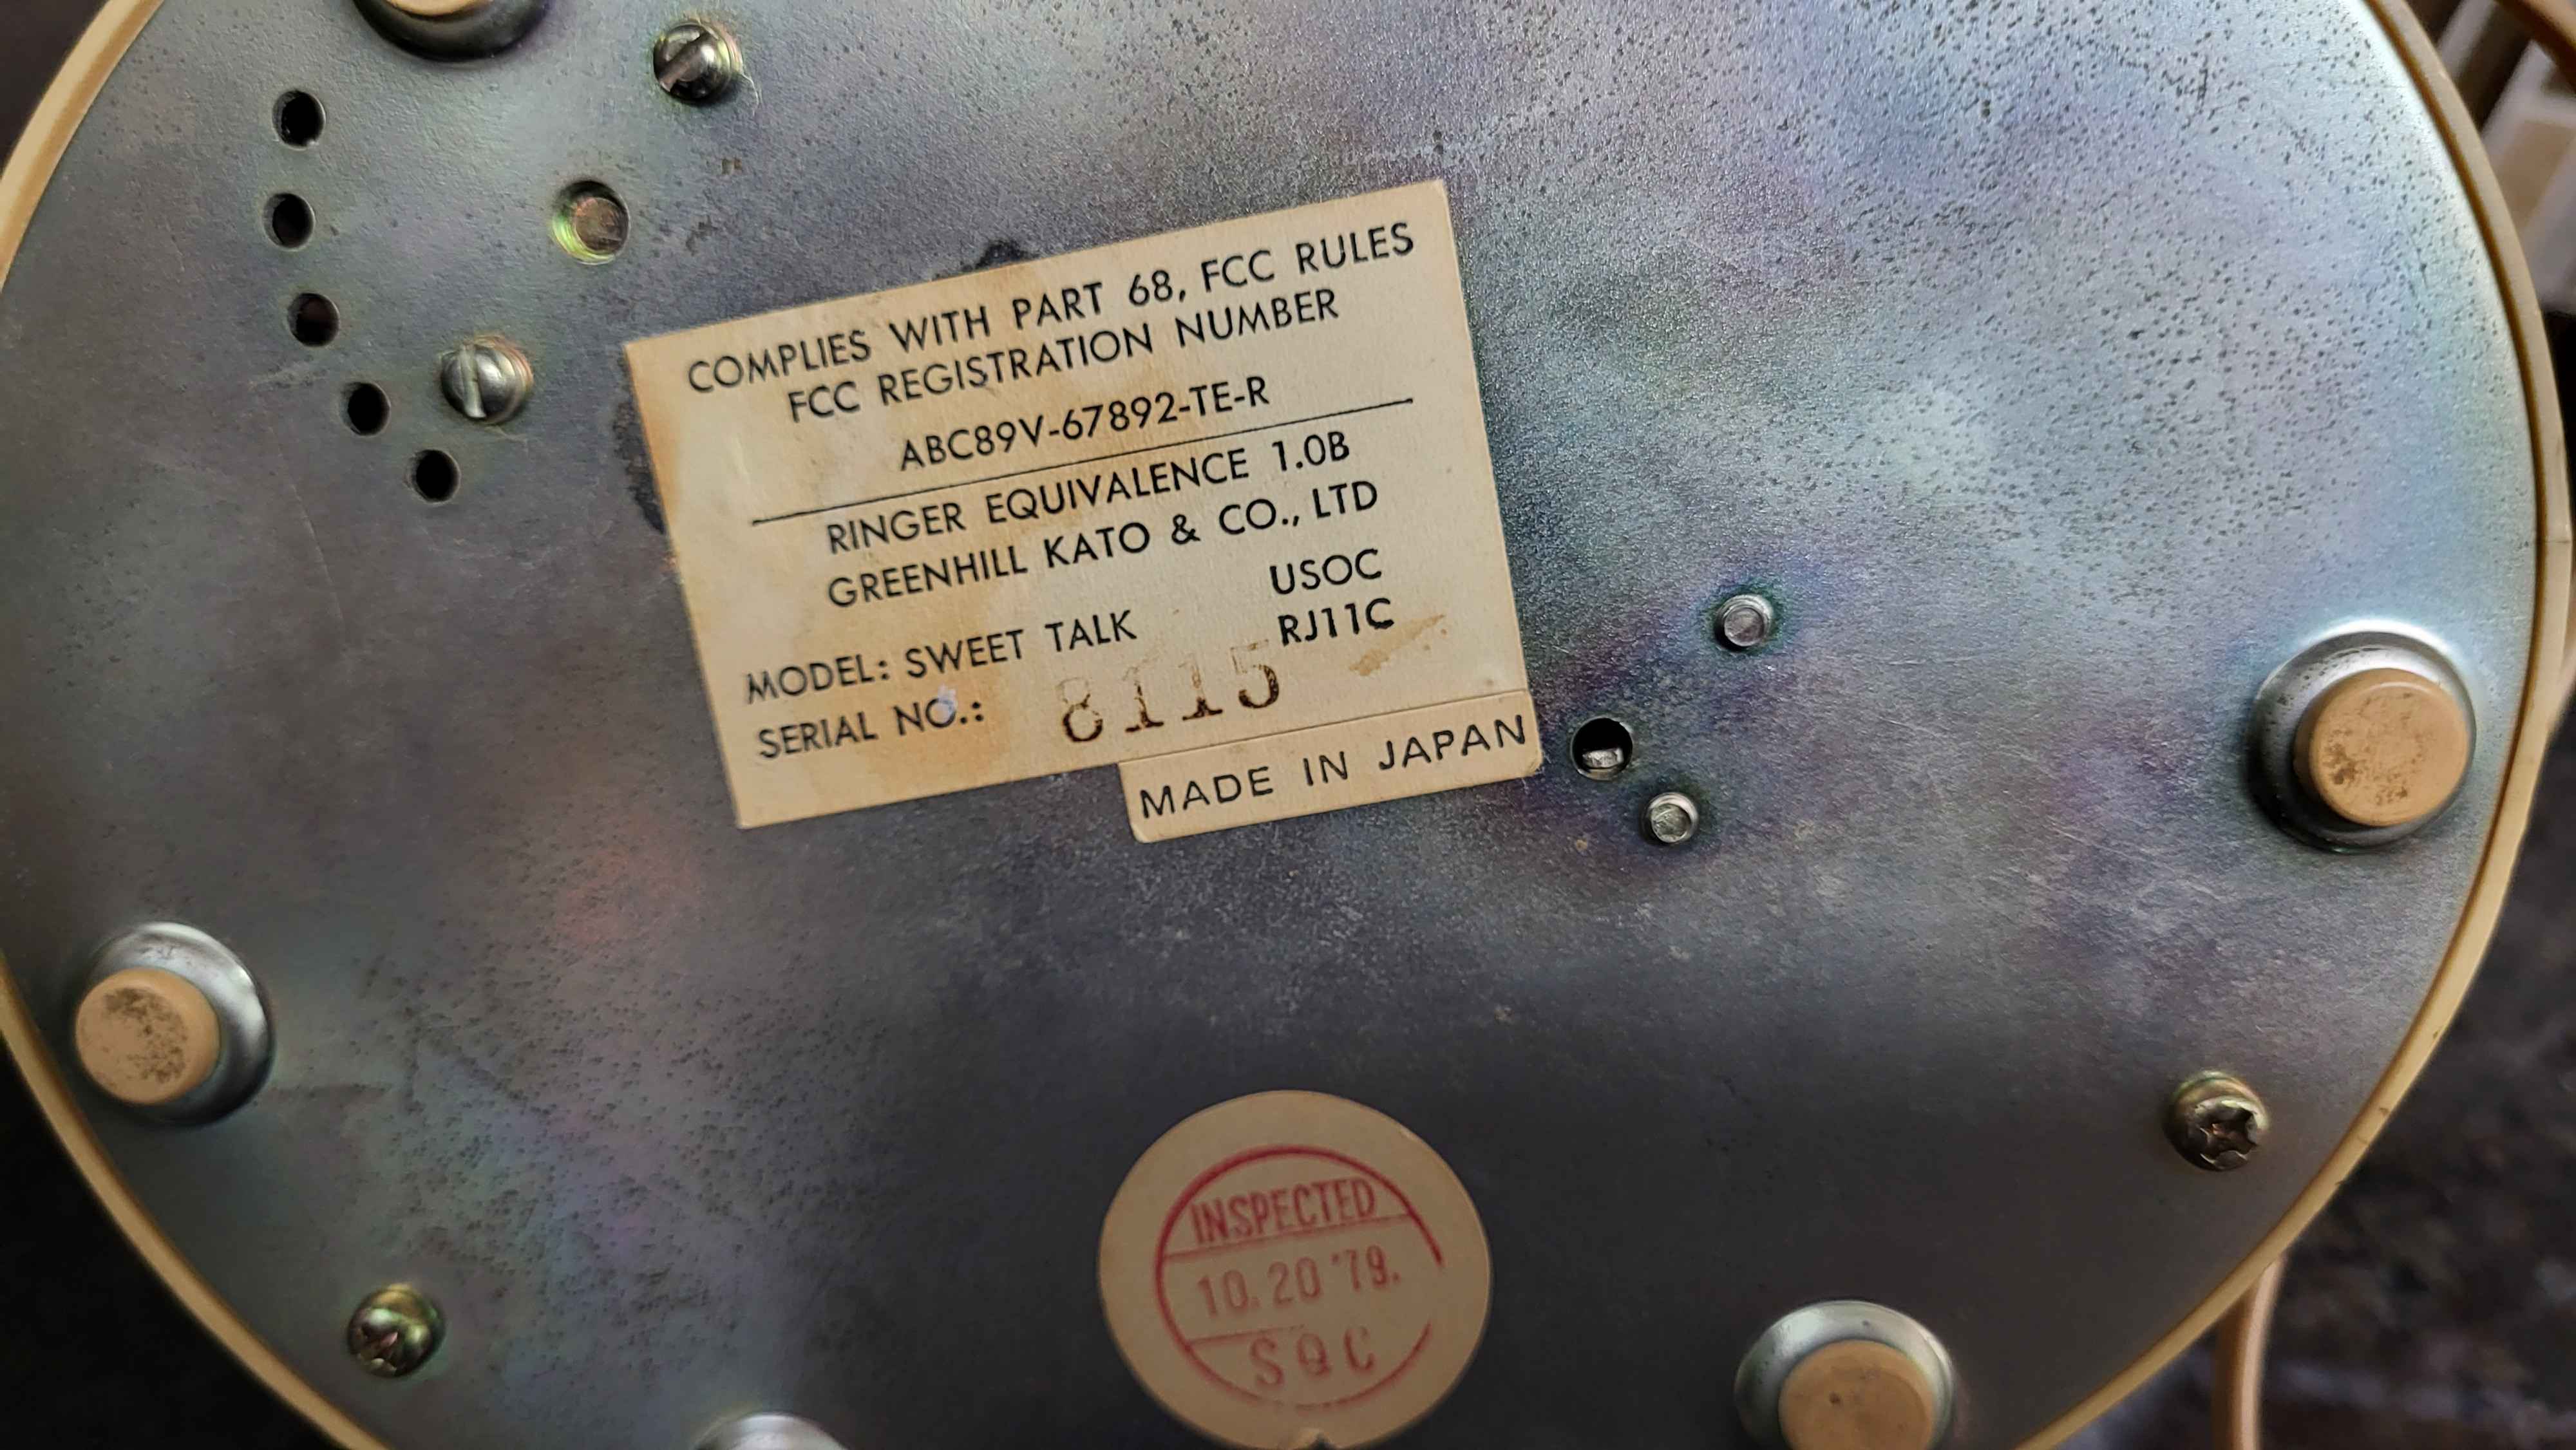 COMPLIES WITH PART 68, FCC RULES
FCC REGISTRATION NUMBER
ABC89V-67892-TE-R
RINGER EQUIVALENCE 1.0B
GREENHILL KATO & CO., LTD
USOC
MODEL: SWEET TALK RJ11C
SERIAL NO.: 8115
MADE IN JAPAN
INSPECTED
10.20'79.
SQC